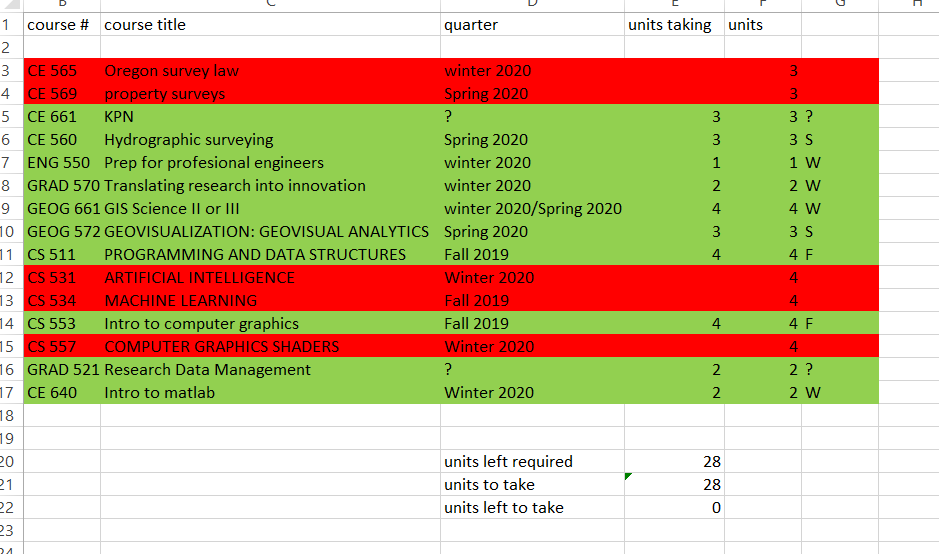 B C D E F G H
1 course # course title quarter units taking units
2
3 CE 565 Oregon survey law winter 2020 3
4 CE 569 property surveys Spring 2020 3
5 CE 661 KPN ? 3 3 ?
6 CE 560 Hydrographic surveying Spring 2020 3 3 S
7 ENG 550 Prep for profesional engineers winter 2020 1 1 W
8 GRAD 570 Translating research into innovation winter 2020 2 2 W
9 GEOG 661 GIS Science II or III winter 2020/Spring 2020 4 4 W
10 GEOG 572 GEOVISUALIZATION: GEOVISUAL ANALYTICS Spring 2020 3 3 S
11 CS 511 PROGRAMMING AND DATA STRUCTURES Fall 2019 4 4 F
12 CS 531 ARTIFICIAL INTELLIGENCE Winter 2020 4
13 CS 534 MACHINE LEARNING Fall 2019 4
14 CS 553 Intro to computer graphics Fall 2019 4 4 F
15 CS 557 COMPUTER GRAPHICS SHADERS Winter 2020 4
16 GRAD 521 Research Data Management ? 2 2 ?
17 CE 640 Intro to matlab Winter 2020 2 2 W
18
19
20 units left required 28
21 units to take 28
22 units left to take 0
23
24